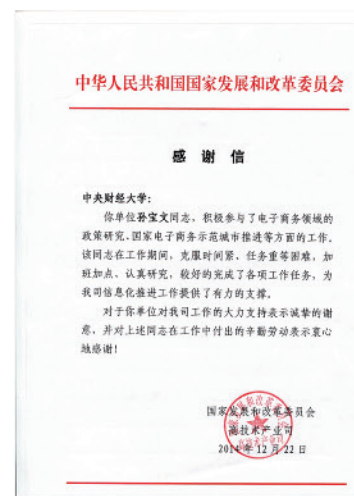 中华人民共和国国家发展和改革委员会
感谢信
中央财经大学：
你单位孙宝文同志，积极参与了电子商务领域的
政策研究、国家电子商务示范城市推进等方面的工作。
该同志在工作期间，克服时间紧、任务重等困难，加
班加点、认真研究，较好的完成了各项工作任务，为
我司信息化推进工作提供了有力的支撑。
对于你单位对我司工作的大力支持表示诚挚的谢
意，并对上述同志在工作中付出的辛勤劳动表示衷心
地感谢！
国家发展和改革委员会
高技术产业司
2014年12月22日